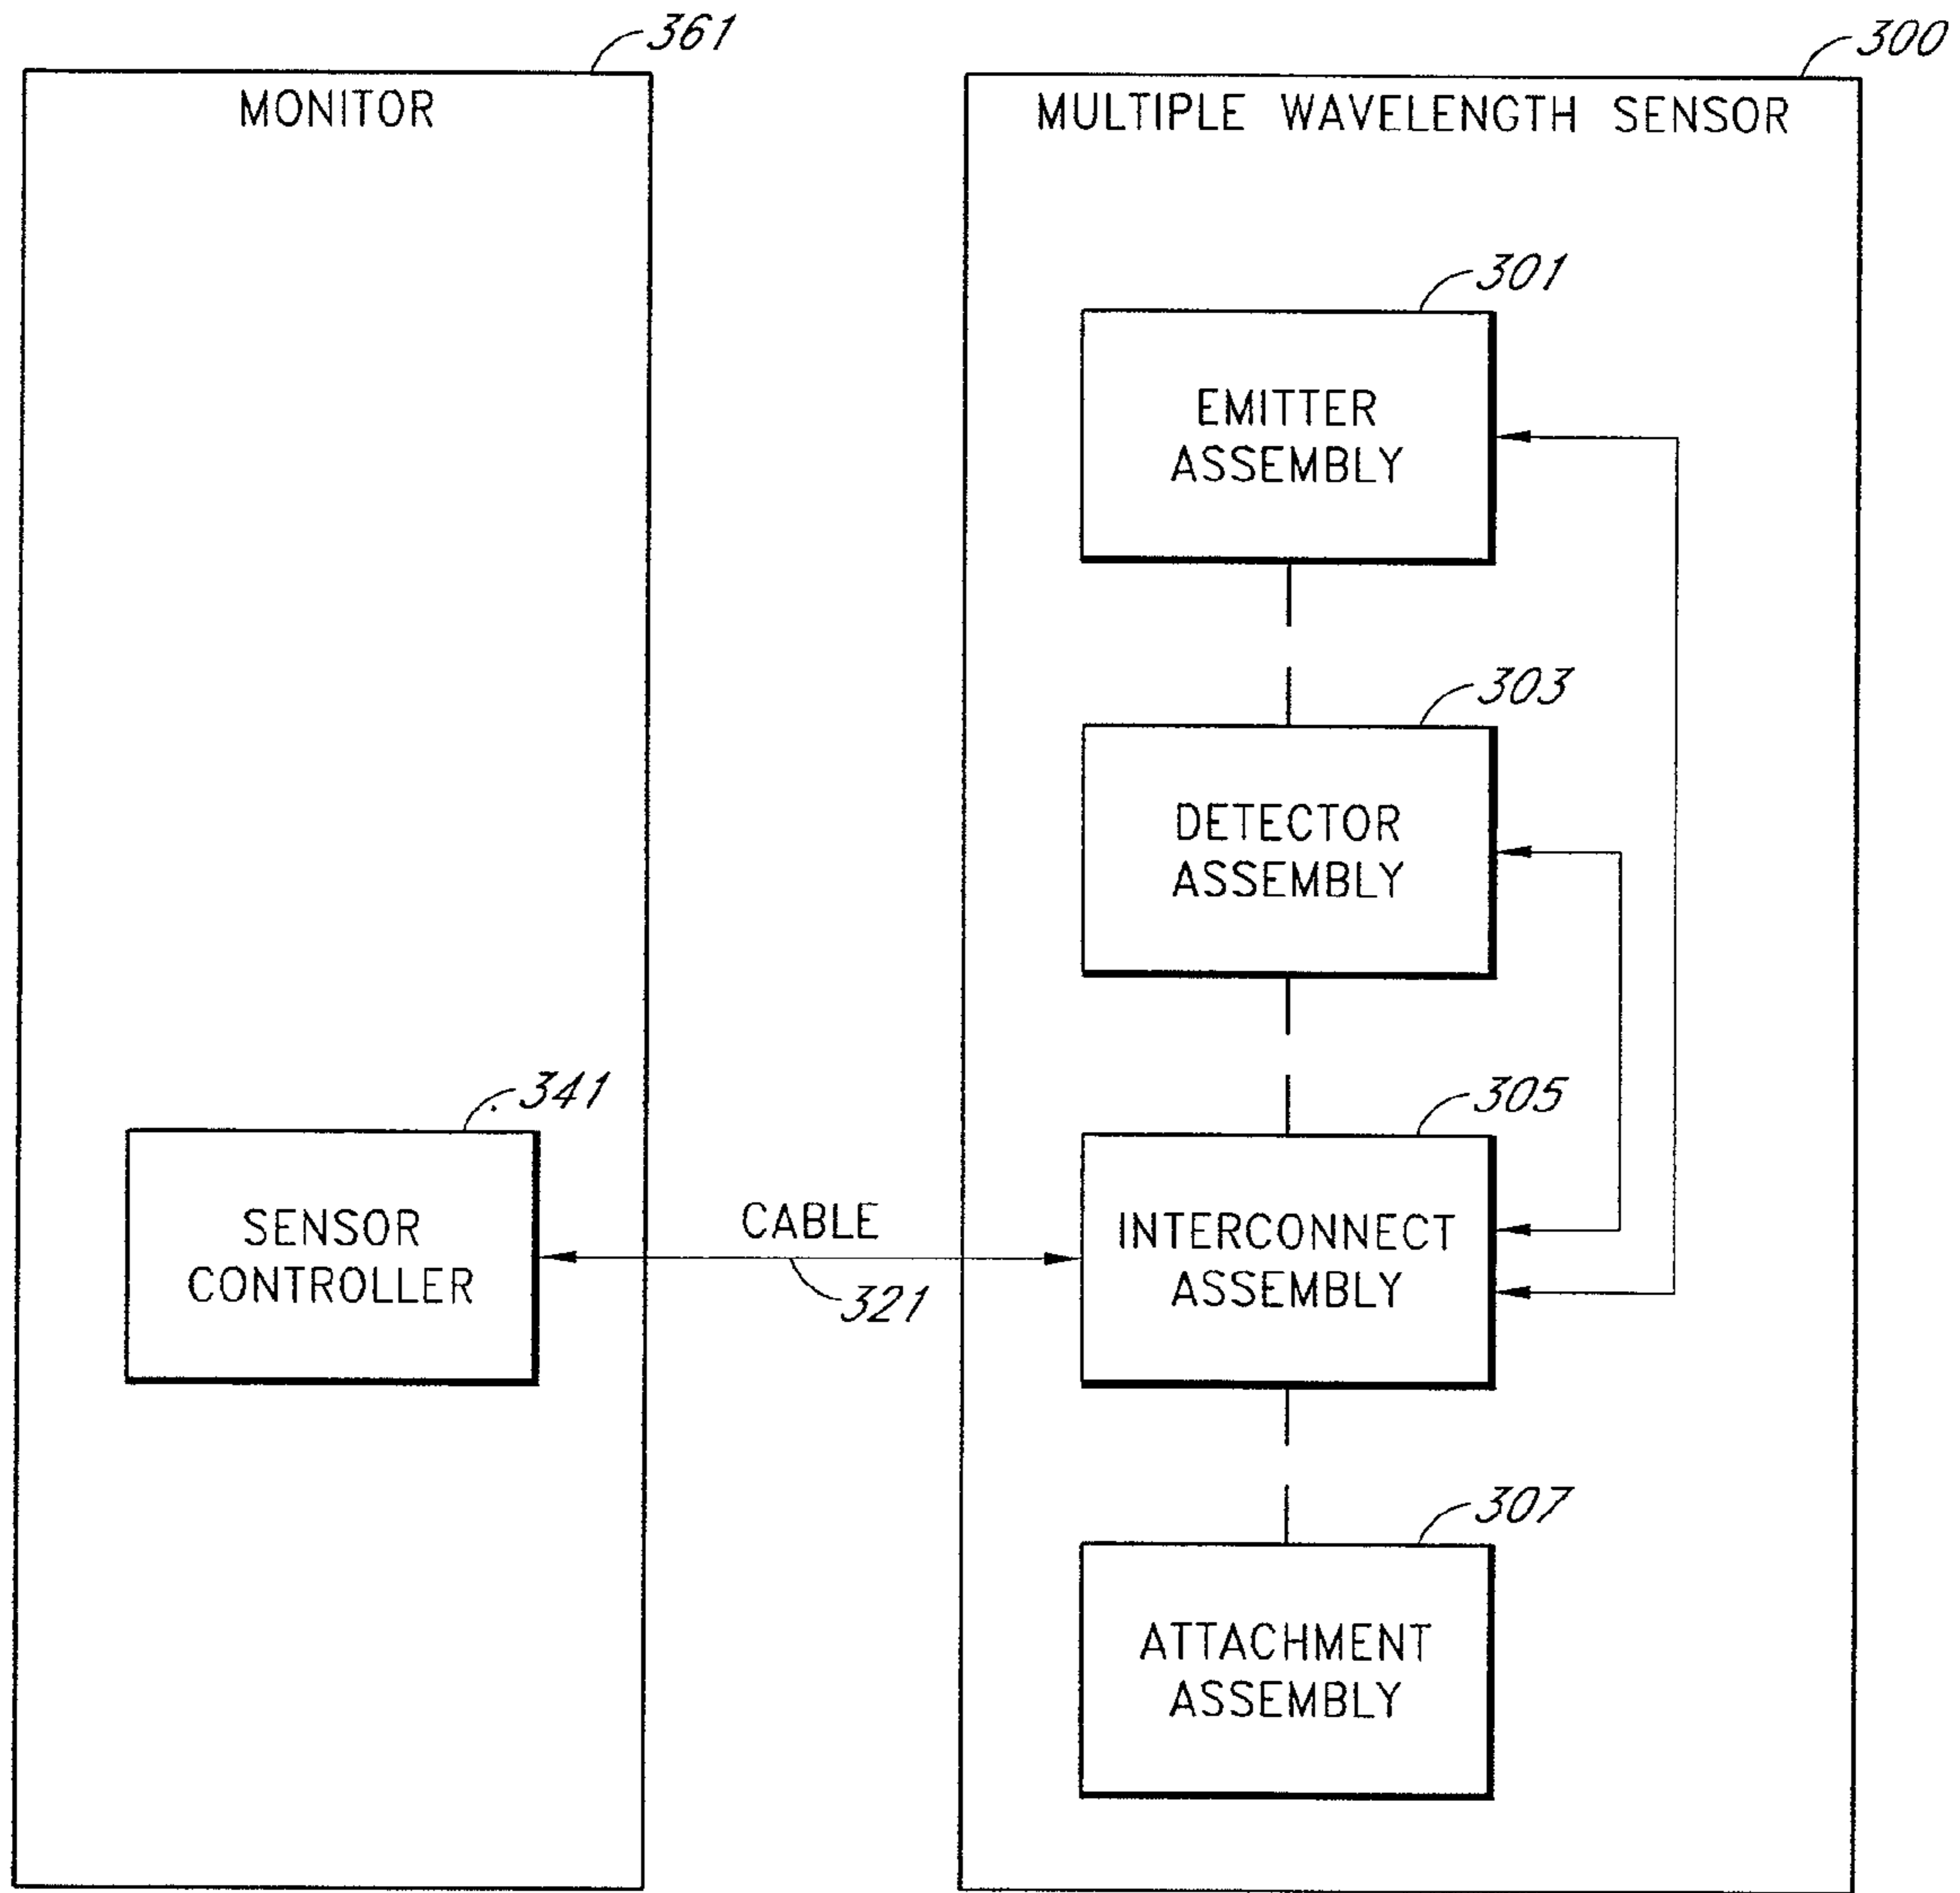 361
MONITOR
300
MULTIPLE WAVELENGTH SENSOR
301
EMITTER
ASSEMBLY
303
DETECTOR
ASSEMBLY
341
SENSOR
CONTROLLER
CABLE
321
305
INTERCONNECT
ASSEMBLY
307
ATTACHMENT
ASSEMBLY